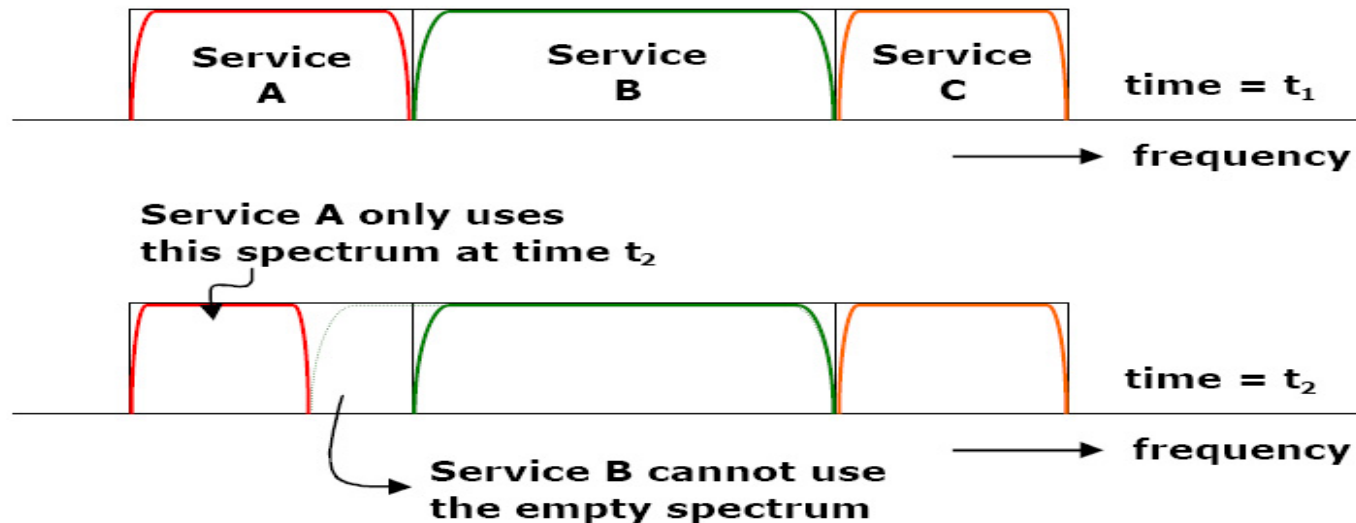 Service A
Service B
Service C
time = t₁
frequency
Service A only uses
this spectrum at time t₂
time = t₂
frequency
Service B cannot use
the empty spectrum